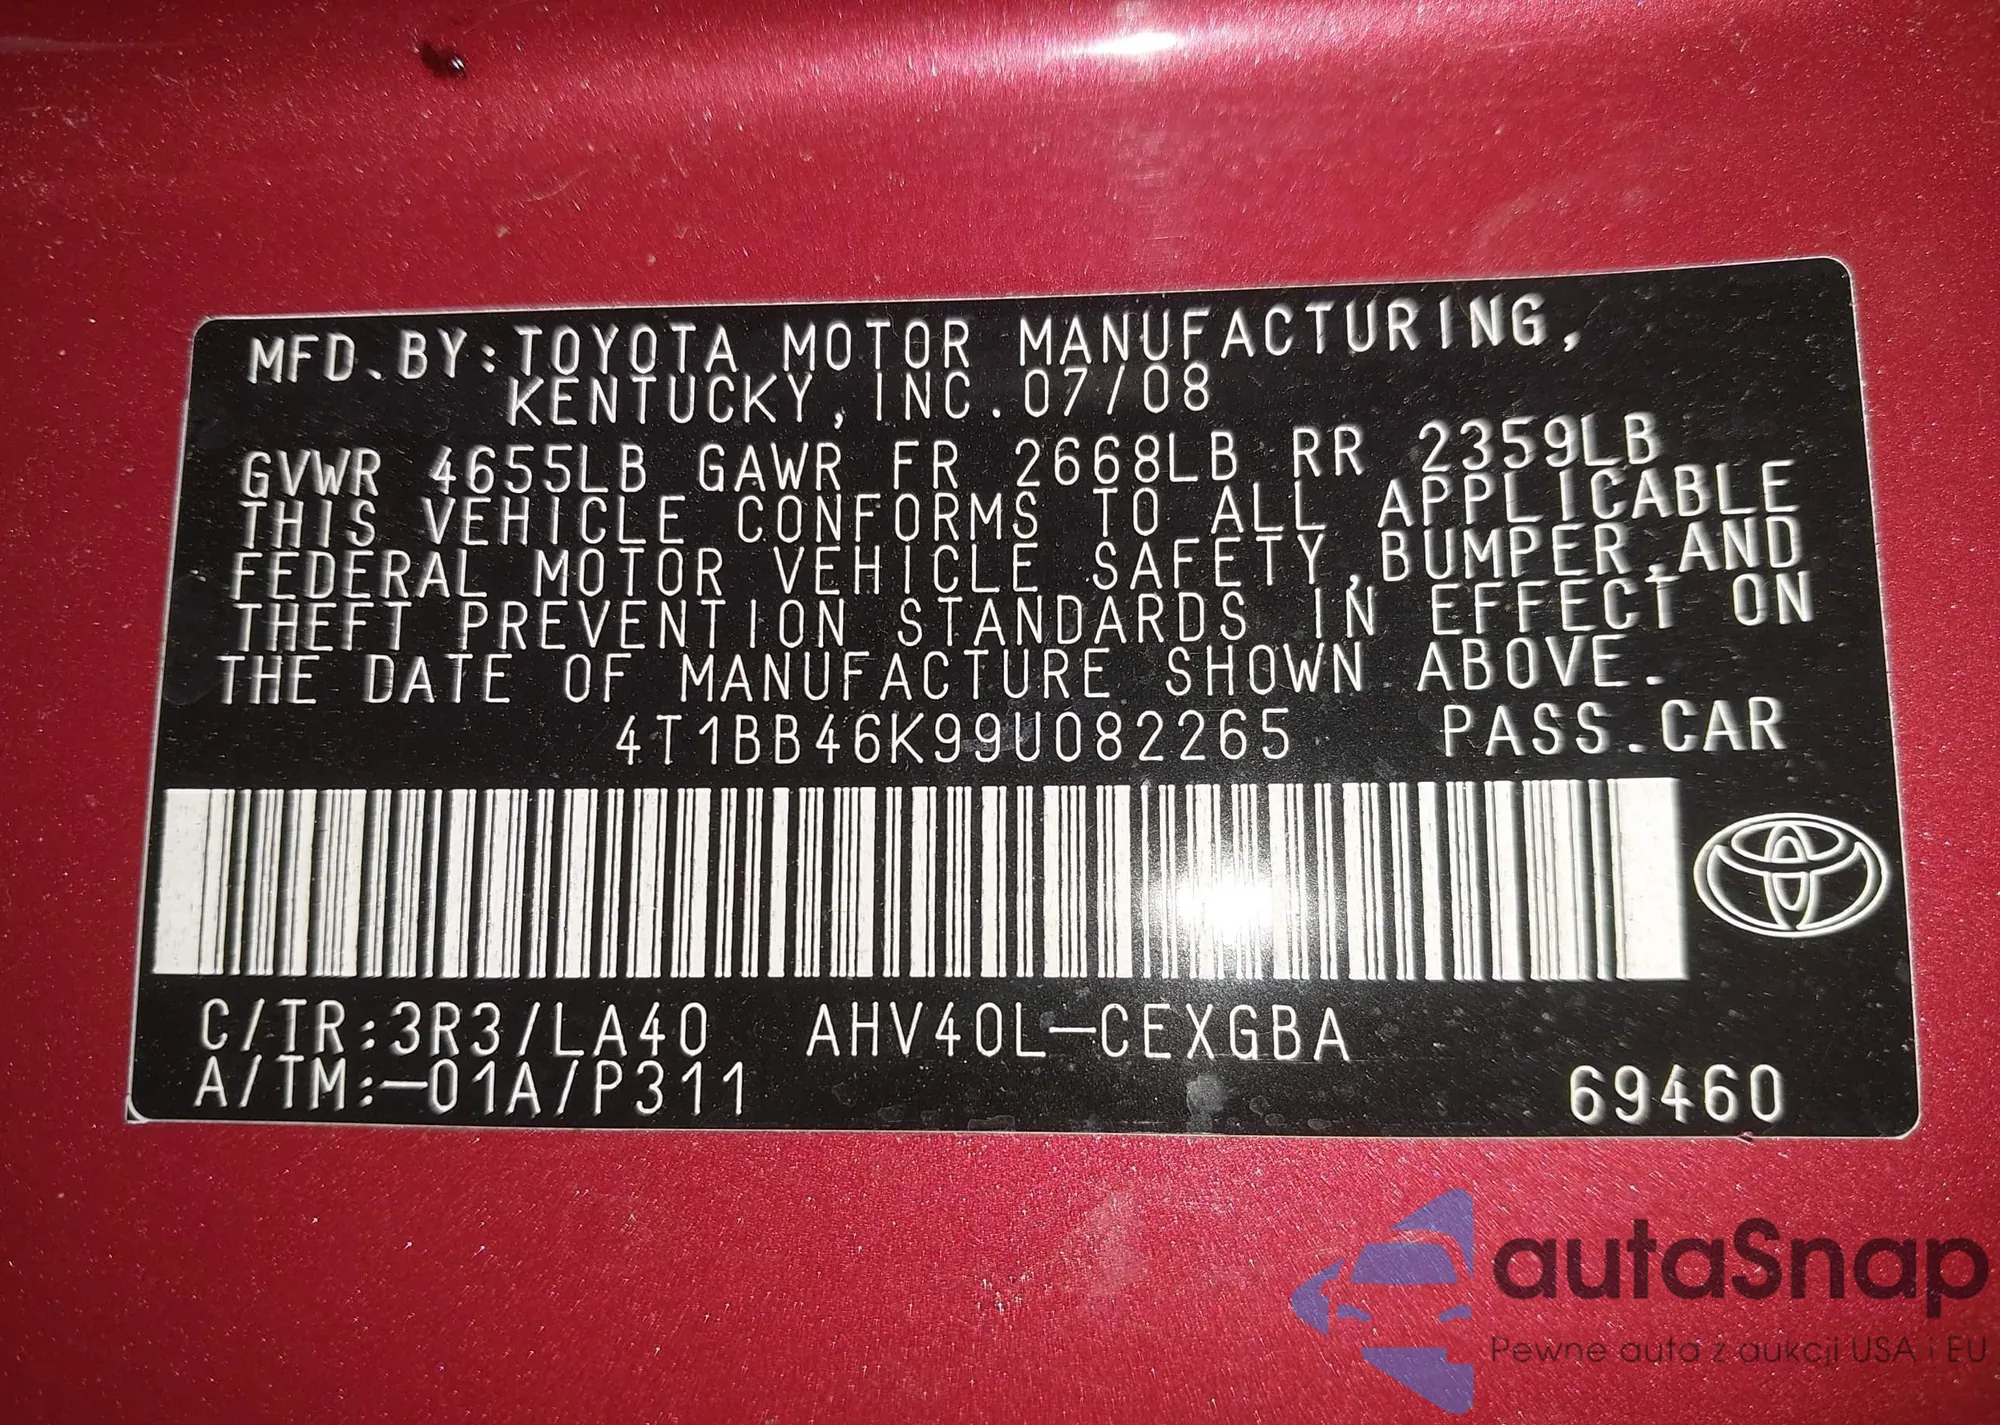 MFD.BY:TOYOTA MOTOR MANUFACTURING,
KENTUCKY,INC.07/08
GVWR 4655LB GAWR FR 2668LB RR 2359LB
THIS VEHICLE CONFORMS TO ALL APPLICABLE
FEDERAL MOTOR VEHICLE SAFETY,BUMPER,AND
THEFT PREVENTION STANDARDS IN EFFECT ON
THE DATE OF MANUFACTURE SHOWN ABOVE.
4T1BB46K99U082265 PASS.CAR
C/TR:3R3/LA40 AHV40L—CEXGBA
A/TM:—01A/P311 69460
autaSnap
Pewne auta z aukcji USA i EU